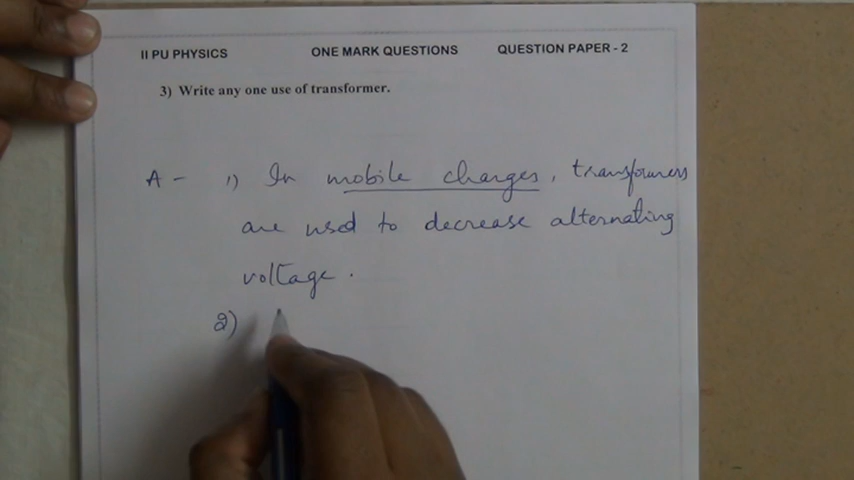 II PU PHYSICS ONE MARK QUESTIONS QUESTION PAPER - 2
3) Write any one use of transformer.
A - 1) In mobile charges, transformers
are used to decrease alternating
voltage.
2)